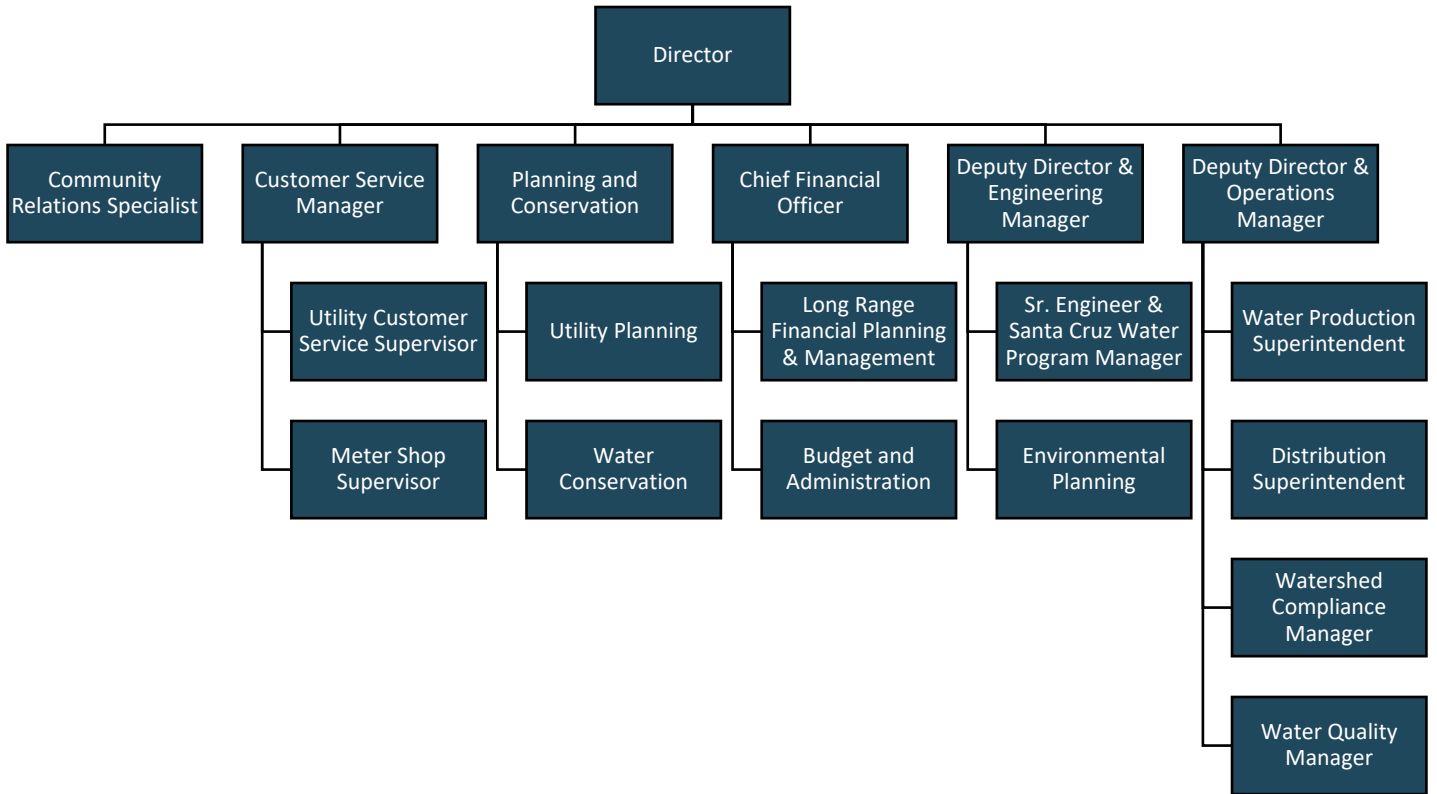 Director
Community
Relations Specialist
Customer Service
Manager
Planning and
Conservation
Chief Financial
Officer
Deputy Director &
Engineering
Manager
Deputy Director &
Operations
Manager
Utility Customer
Service Supervisor
Utility Planning
Long Range
Financial Planning
& Management
Sr. Engineer &
Santa Cruz Water
Program Manager
Water Production
Superintendent
Meter Shop
Supervisor
Water
Conservation
Budget and
Administration
Environmental
Planning
Distribution
Superintendent
Watershed
Compliance
Manager
Water Quality
Manager